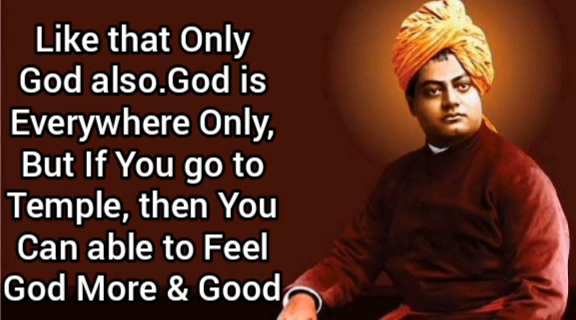 Like that Only
God also.God is
Everywhere Only,
But If You go to
Temple, then You
Can able to Feel
God More & Good